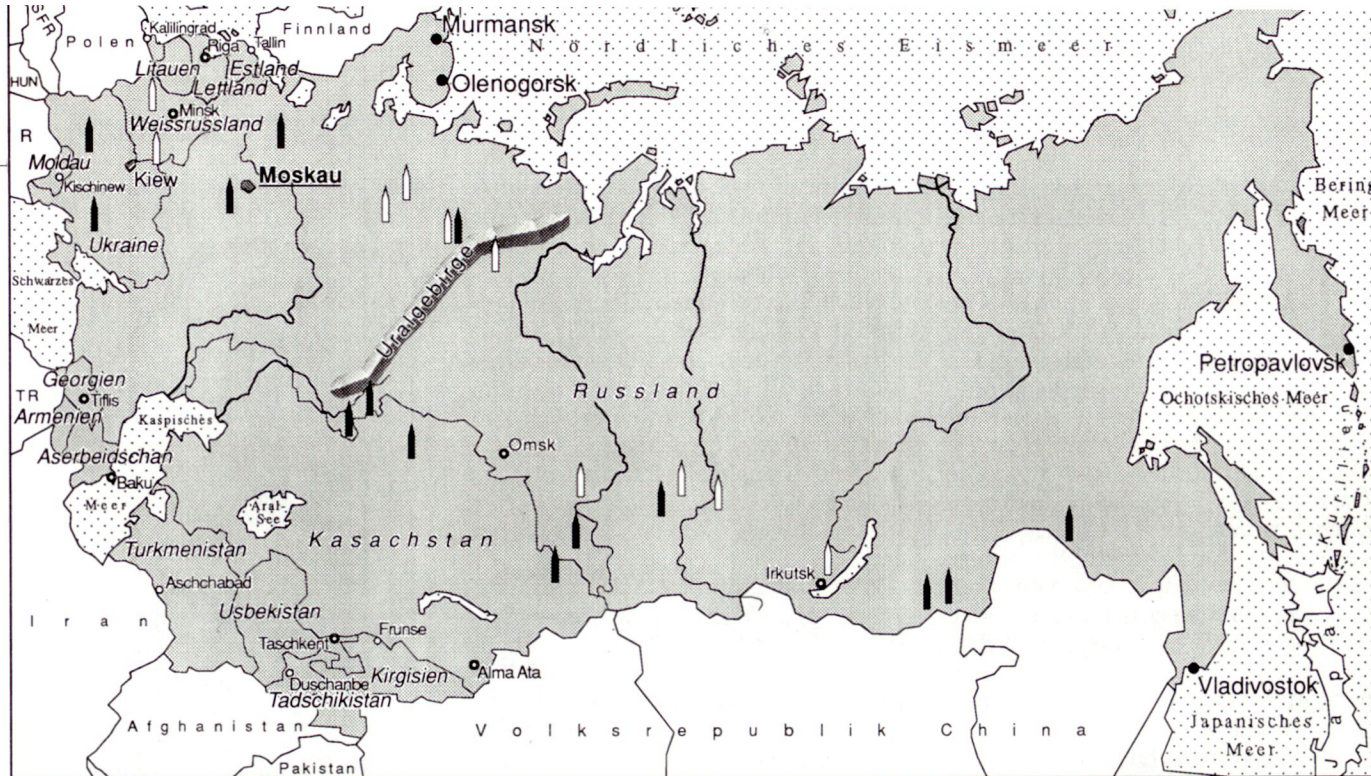 SFR
Polen
Kalilingrad
Riga
Tallin
Finnland
Murmansk
Nördliches Eismeer
HUN
Litauen
Estland
Lettland
Olenogorsk
Minsk
Weissrussland
R
Moldau
Kischinew
Kiew
Moskau
Bering
Meer
Ukraine
Schwarzes
Meer
Uralgebirge
Georgien
TR
Tiflis
Armenien
Kaspisches
Meer
Russland
Petropavlovsk
Ochotskisches Meer
Aserbeidschan
Baku
Omsk
Aral-
See
Kasachstan
Kurilien
Turkmenistan
Aschchabad
Irkutsk
Iran
Usbekistan
Frunse
Taschkent
Kirgisien
Alma Ata
Duschanbe
Tadschikistan
Vladivostok
Afghanistan
Volksrepublik China
Japanisches
Meer
Japan
Pakistan